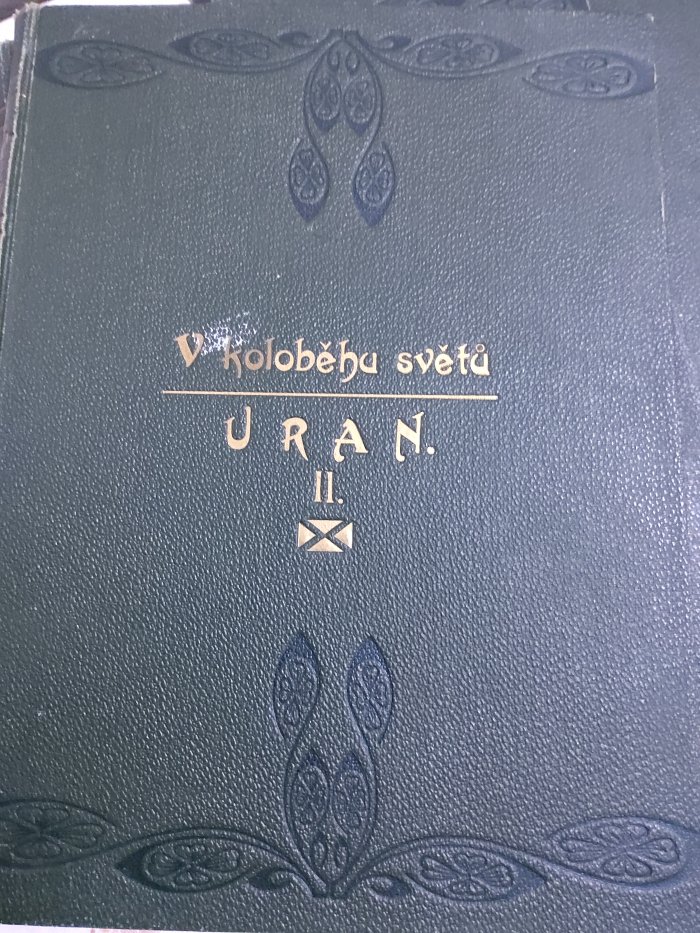 V koloběhu světů
URAN.
II.